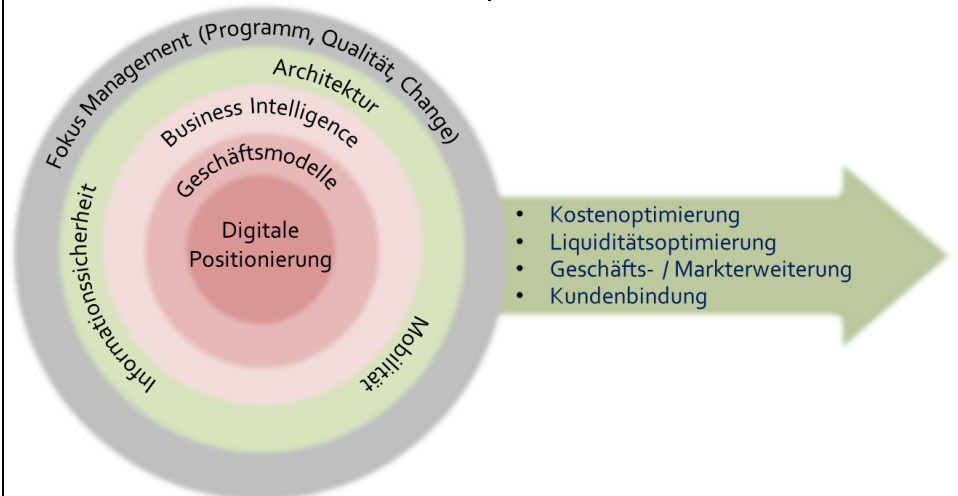 Fokus Management (Programm, Qualität, Change)
Architektur
Business Intelligence
Geschäftsmodelle
Digitale
Positionierung
Informationssicherheit
Mobilität
• Kostenoptimierung
• Liquiditätsoptimierung
• Geschäfts- / Markterweiterung
• Kundenbindung